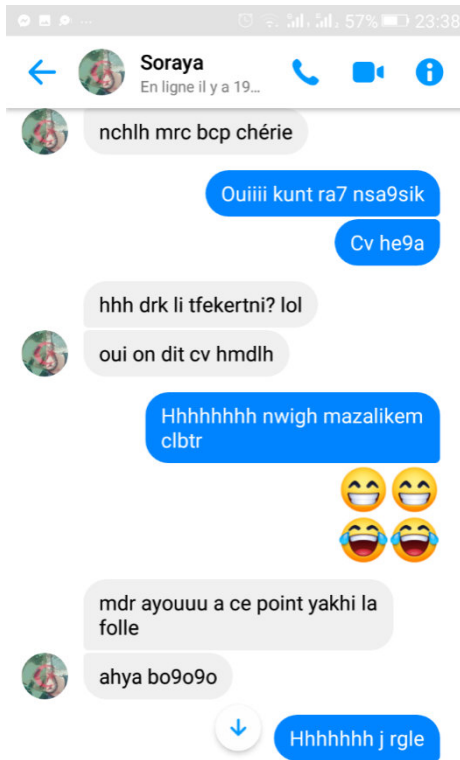 57% 23:38
Soraya
En ligne il y a 19...
nchlh mrc bcp chérie
Ouiiii kunt ra7 nsa9sik
Cv he9a
hhh drk li tfekertni? lol
oui on dit cv hmdlh
Hhhhhhhh nwigh mazalikem
clbtr
mdr ayouuu a ce point yakhi la
folle
ahya bo9o9o
Hhhhhhh j rgle